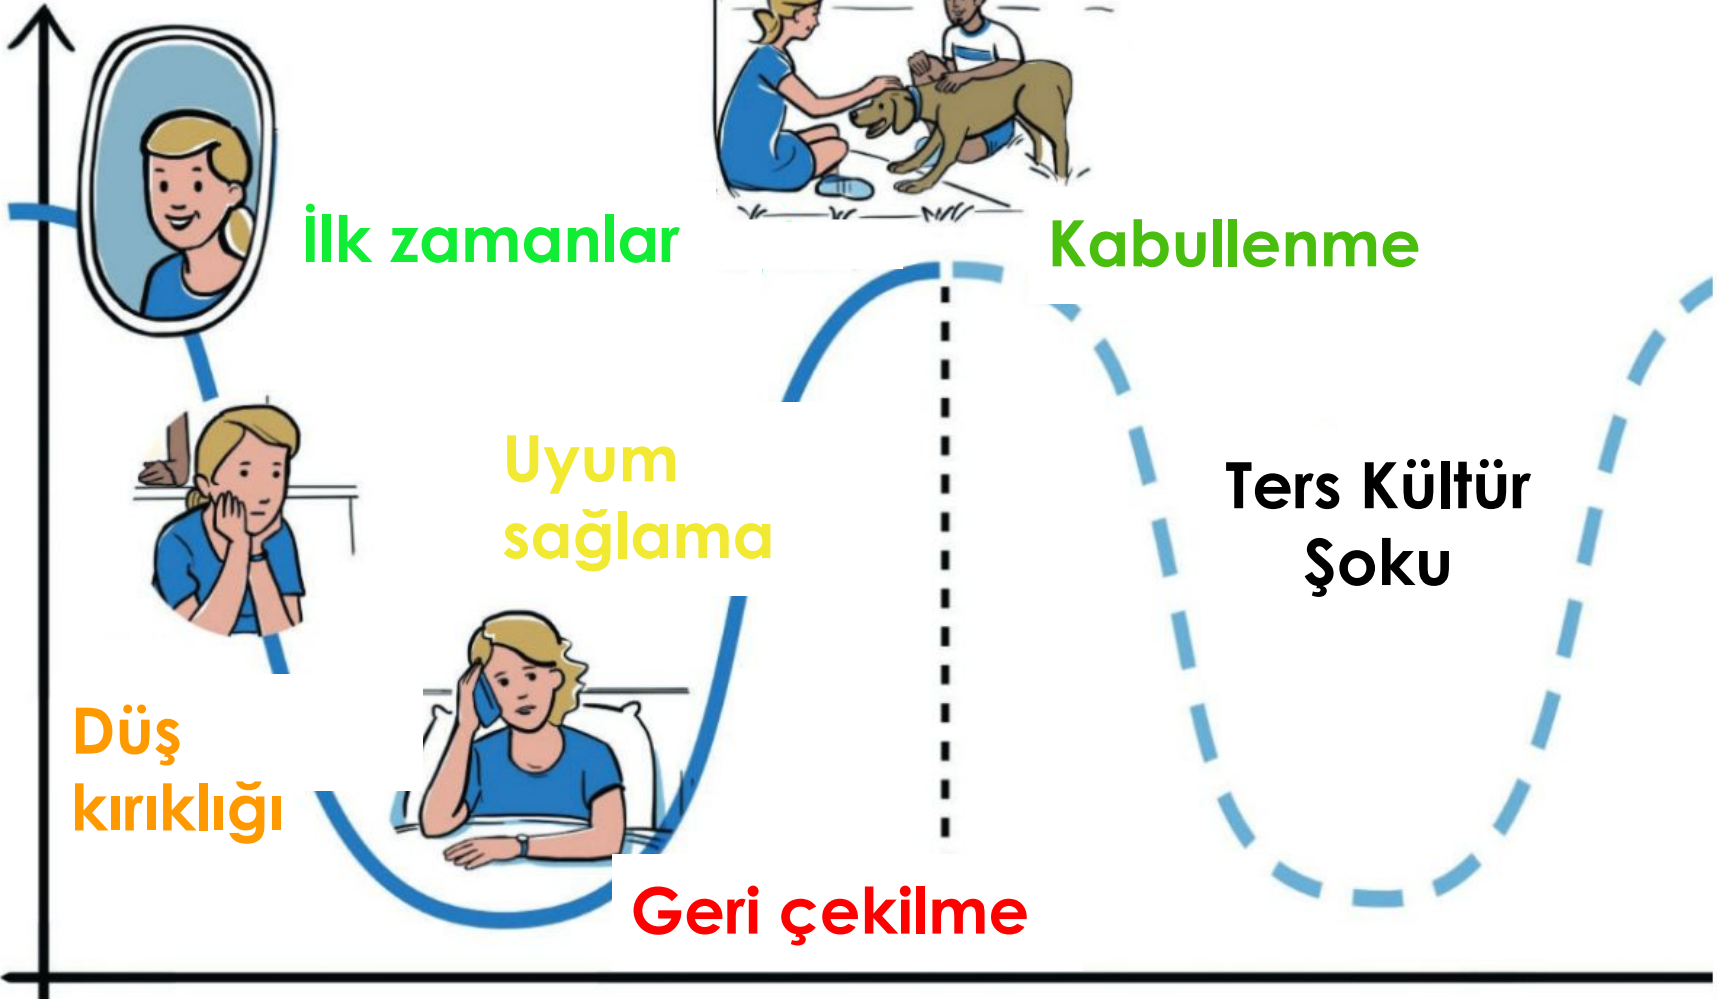 İlk zamanlar
Kabullenme
Uyum
sağlama
Ters Kültür
Şoku
Düş
kırıklığı
Geri çekilme